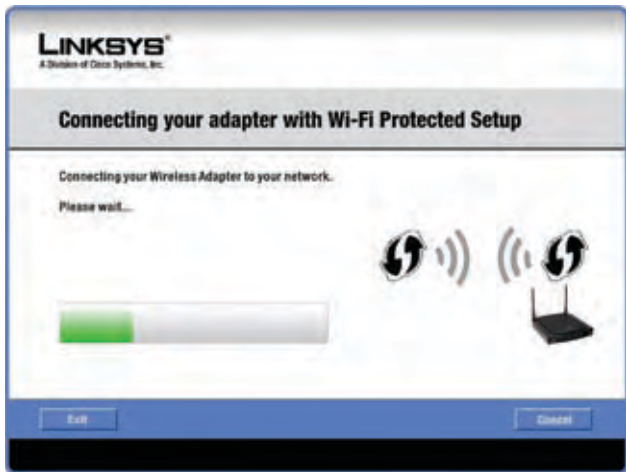 LINKSYS®
A Division of Cisco Systems, Inc.
Connecting your adapter with Wi-Fi Protected Setup
Connecting your Wireless Adapter to your network.
Please wait...
Exit
Cancel